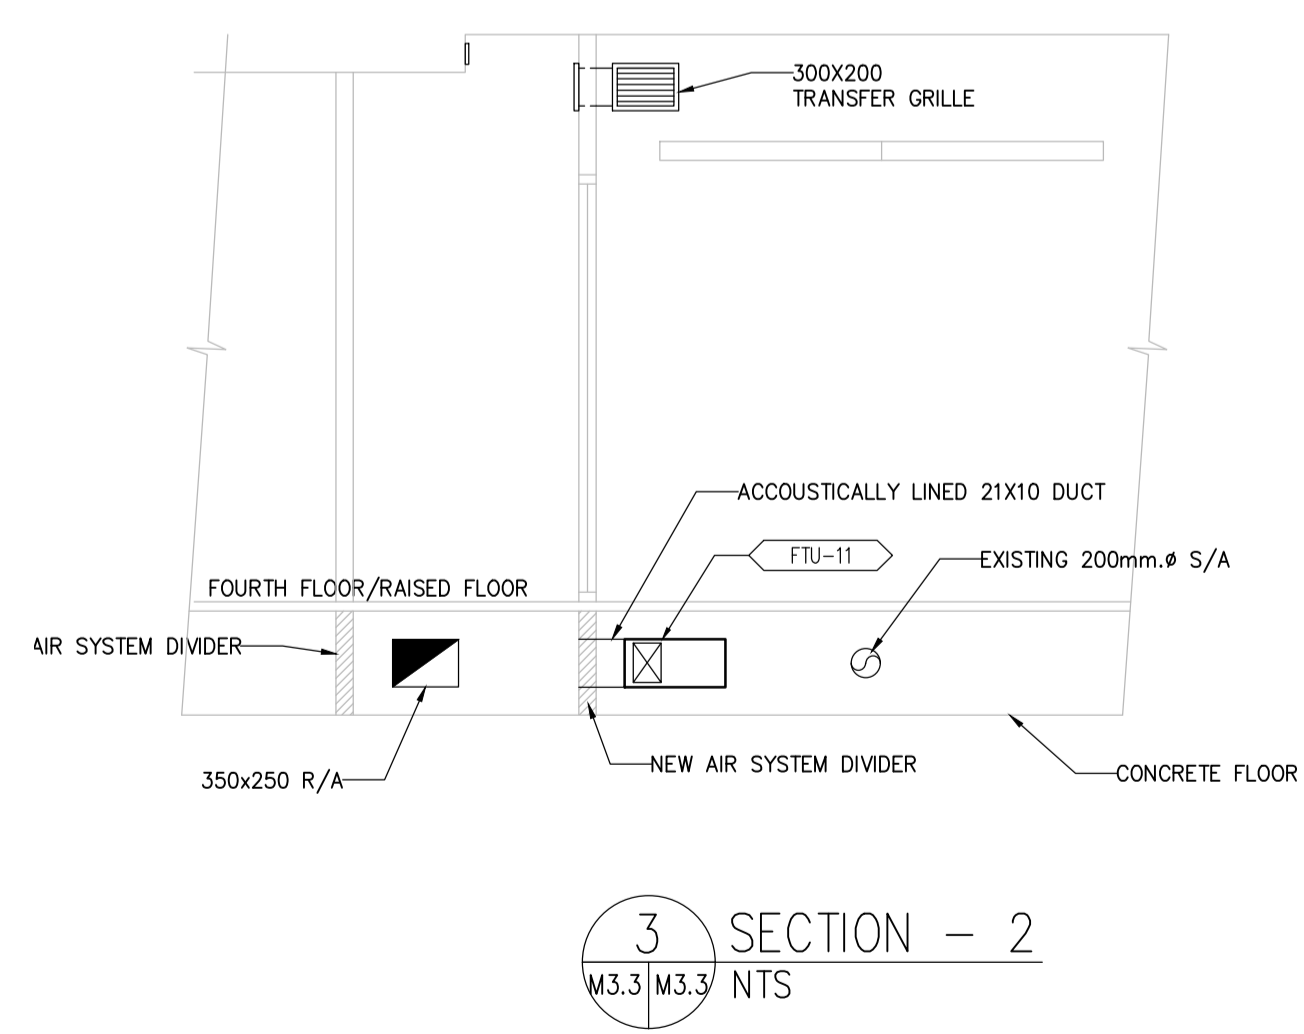 300X200
TRANSFER GRILLE
ACCOUSTICALLY LINED 21X10 DUCT
FTU-11
EXISTING 200mm.ø S/A
FOURTH FLOOR/RAISED FLOOR
AIR SYSTEM DIVIDER
350x250 R/A
NEW AIR SYSTEM DIVIDER
CONCRETE FLOOR
3 SECTION - 2
M3.3 M3.3 NTS